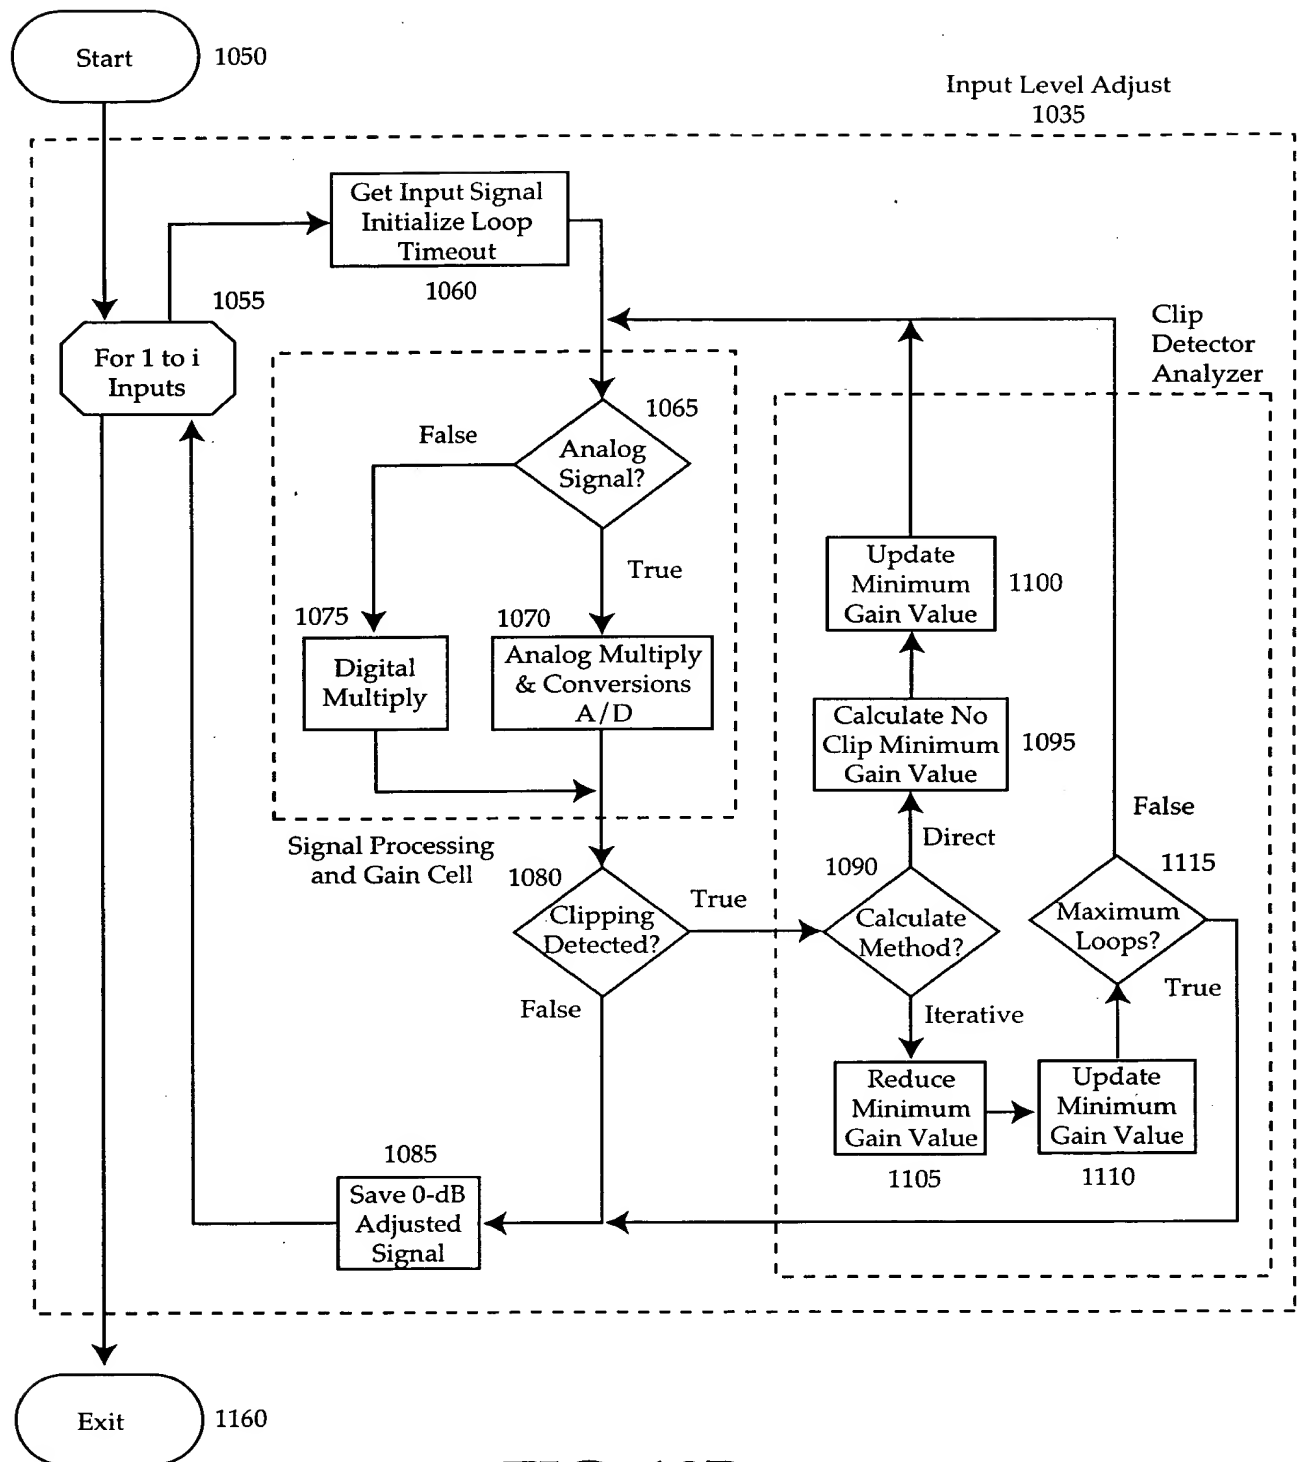 Start
1050
Input Level Adjust
1035
Get Input Signal
Initialize Loop
Timeout
1060
1055
For 1 to i
Inputs
Clip
Detector
Analyzer
1065
Analog
Signal?
False
True
1075
Digital
Multiply
1070
Analog Multiply
& Conversions
A/D
Signal Processing
and Gain Cell
1080
Clipping
Detected?
True
False
Update
Minimum
Gain Value
1100
Calculate No
Clip Minimum
Gain Value
1095
Direct
1090
Calculate
Method?
Iterative
False
1115
Maximum
Loops?
True
Reduce
Minimum
Gain Value
1105
Update
Minimum
Gain Value
1110
1085
Save 0-dB
Adjusted
Signal
Exit
1160